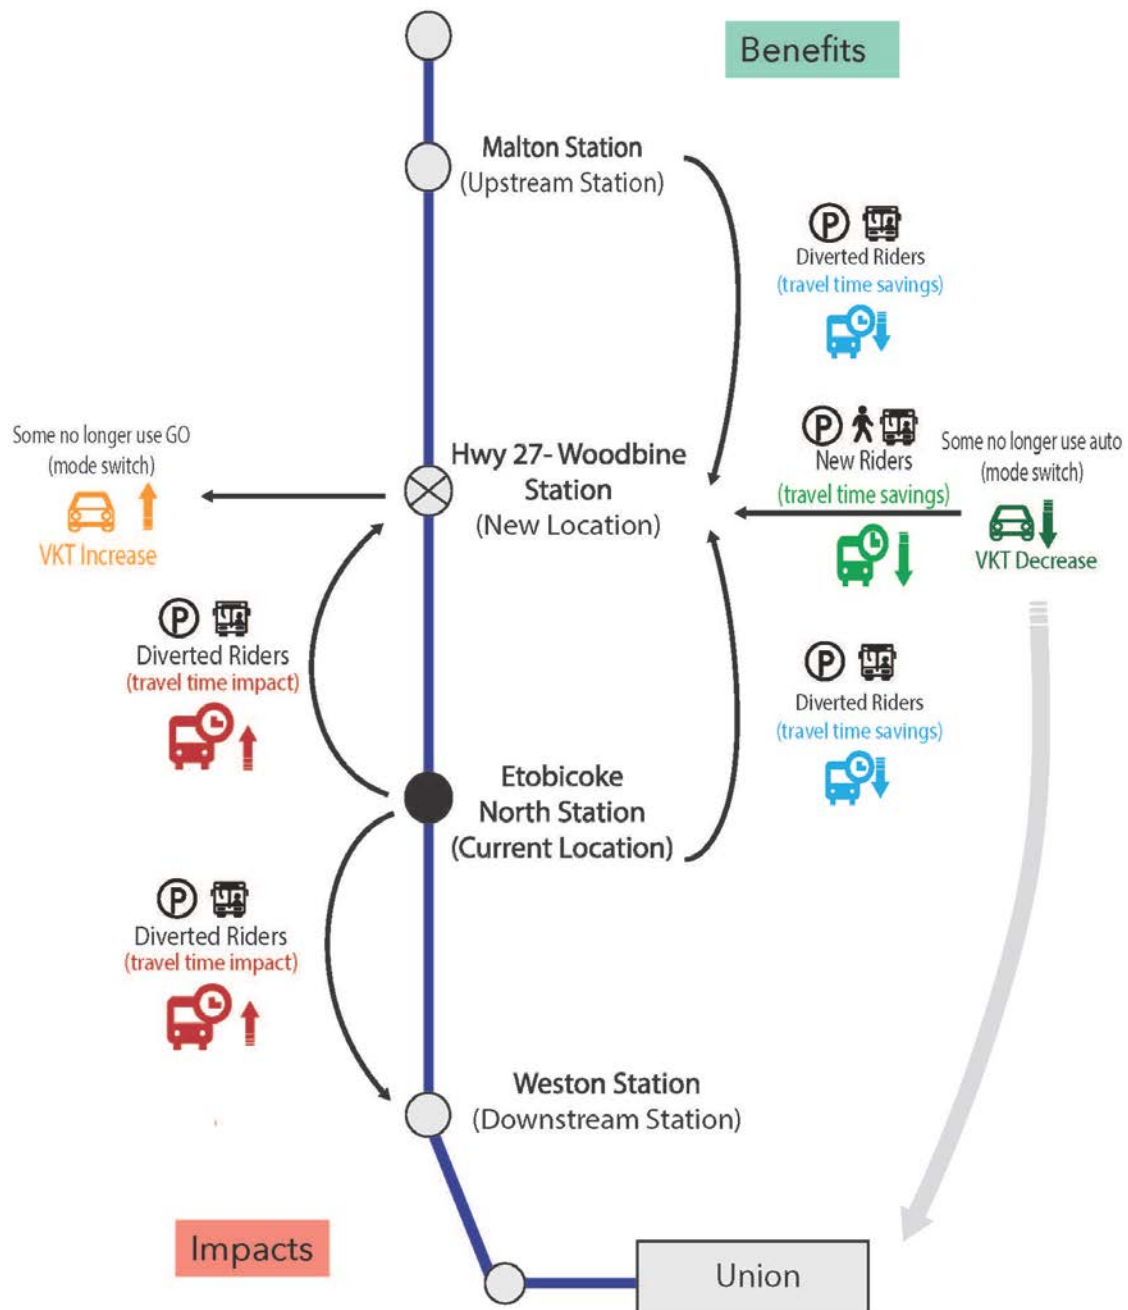 Benefits
Malton Station
(Upstream Station)
P
Diverted Riders
(travel time savings)
Some no longer use GO
(mode switch)
VKT Increase
Hwy 27- Woodbine
Station
(New Location)
P
New Riders
(travel time savings)
Some no longer use auto
(mode switch)
VKT Decrease
P
Diverted Riders
(travel time impact)
P
Diverted Riders
(travel time savings)
Etobicoke
North Station
(Current Location)
P
Diverted Riders
(travel time impact)
Weston Station
(Downstream Station)
Impacts
Union